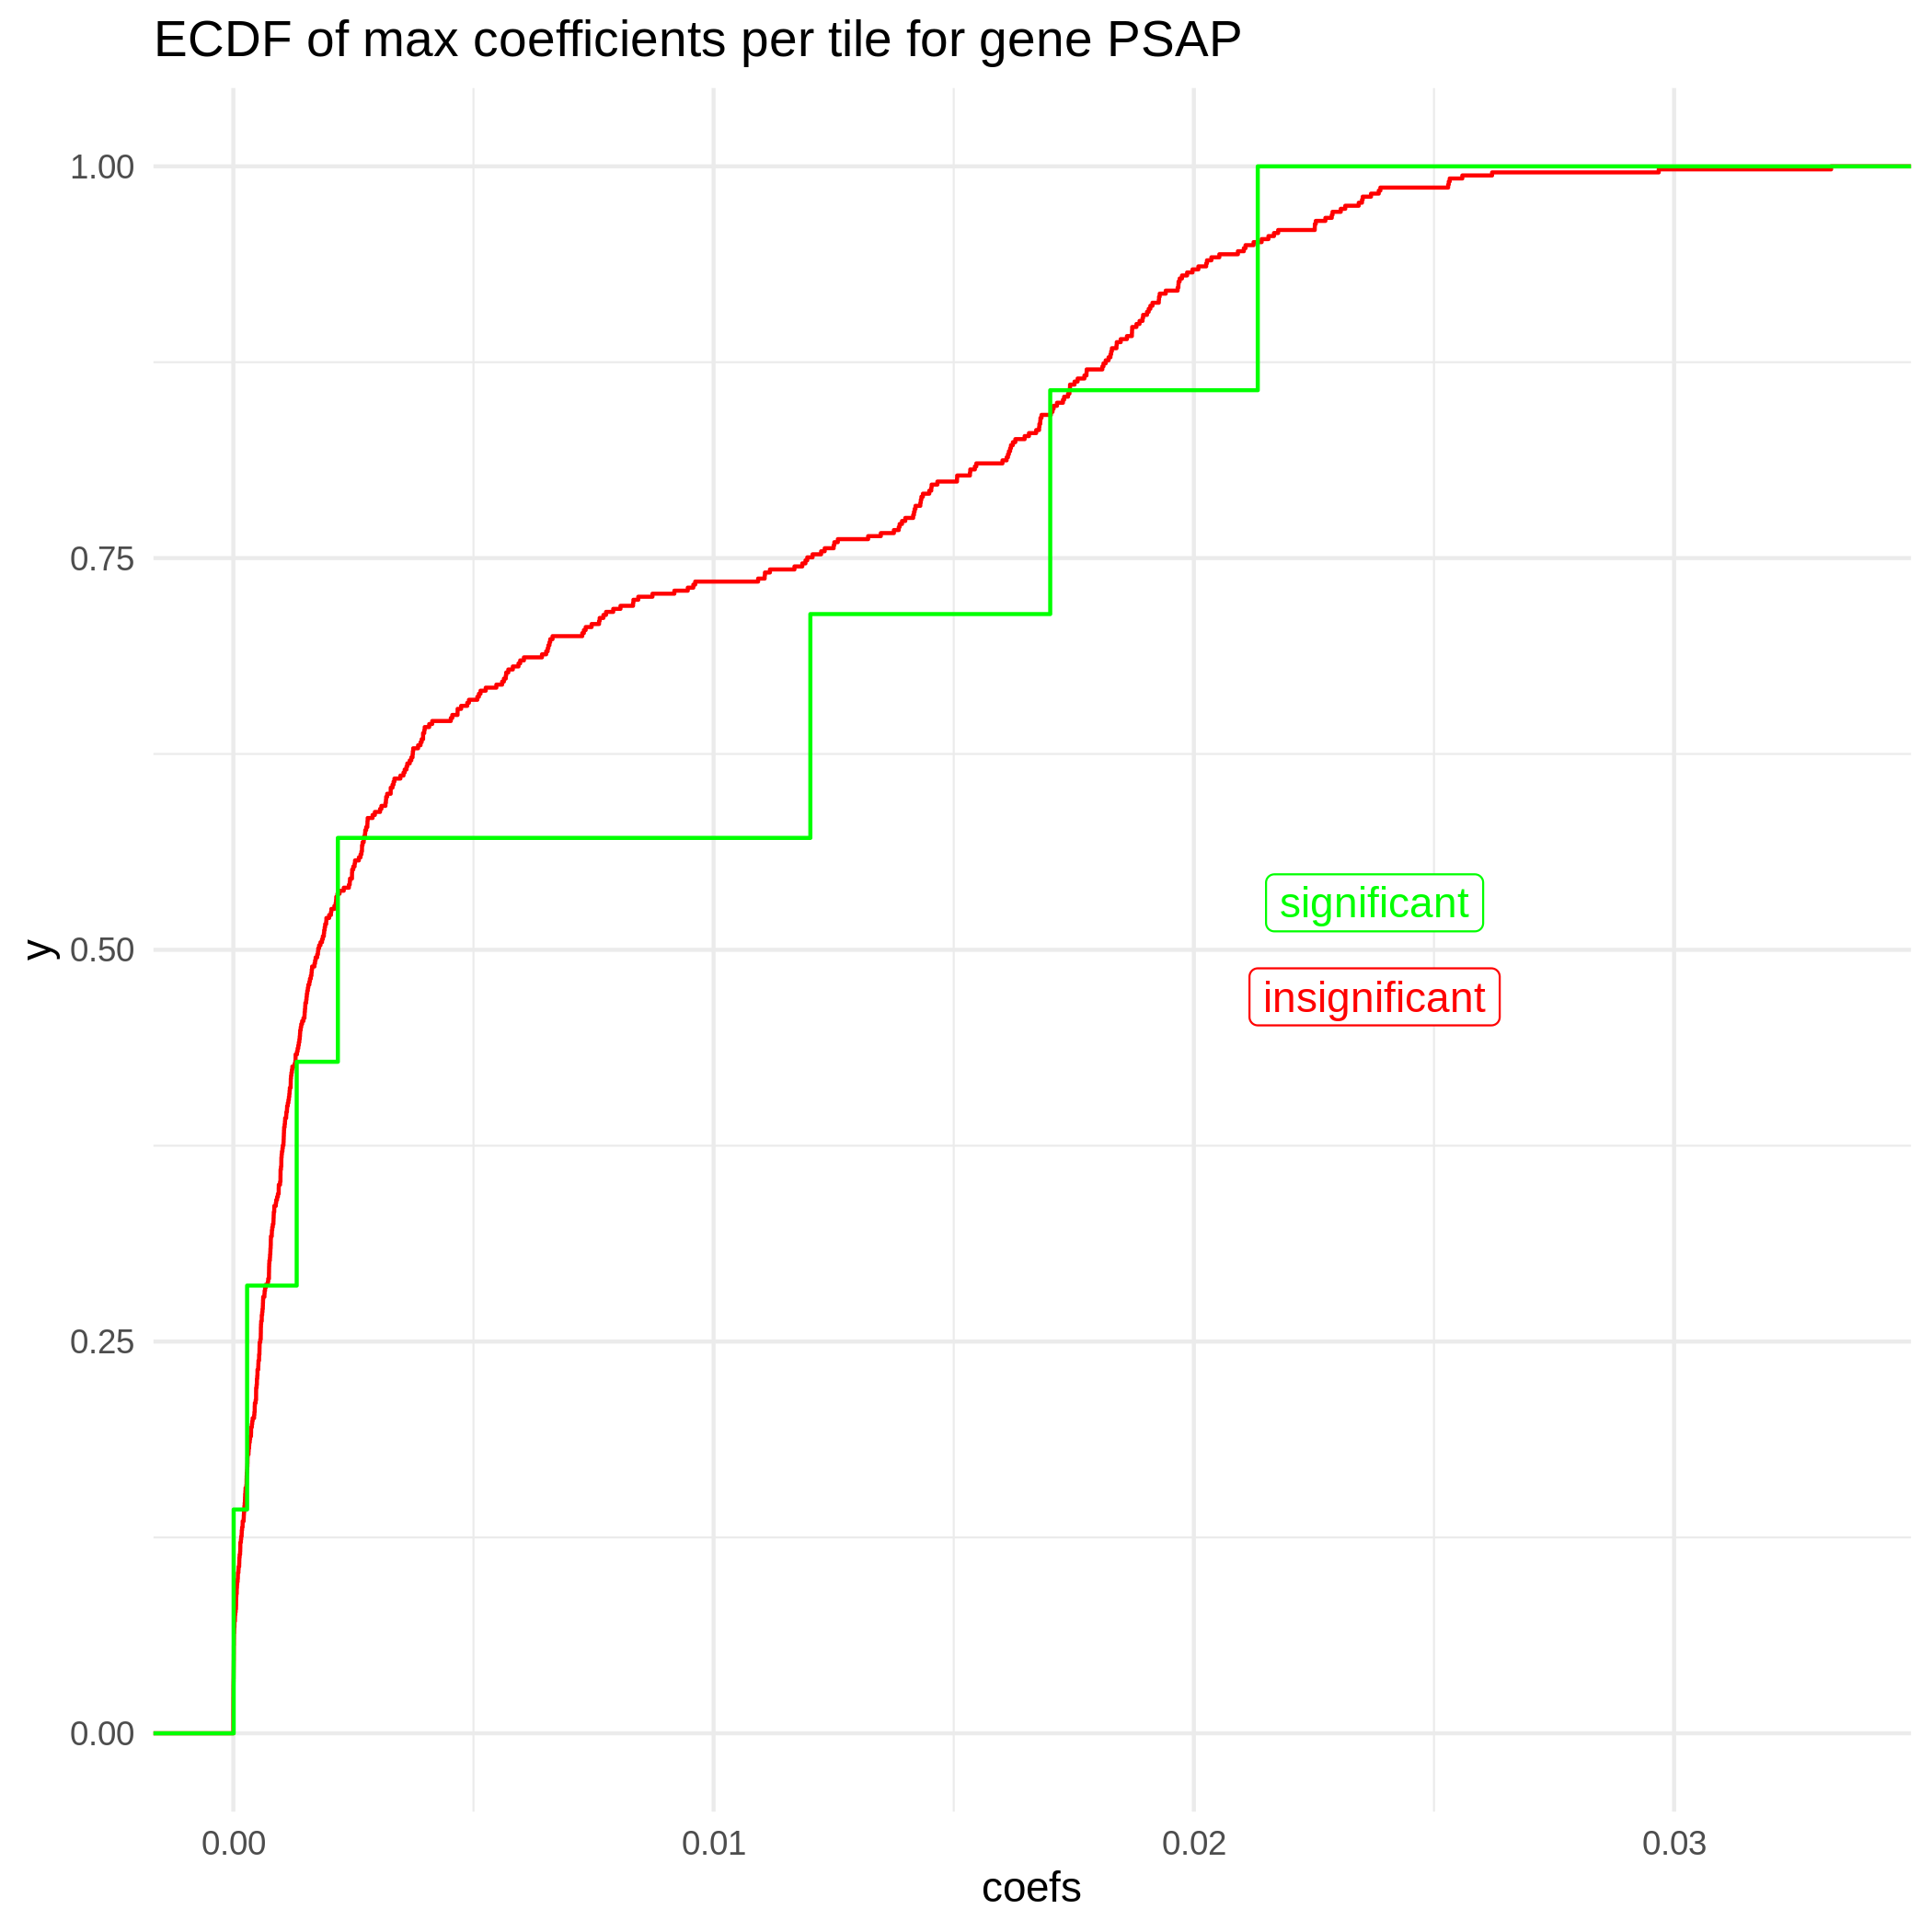 ECDF of max coefficients per tile for gene PSAP
1.00
0.75
0.50
0.25
0.00
y
significant
insignificant
0.00 0.01 0.02 0.03
coefs